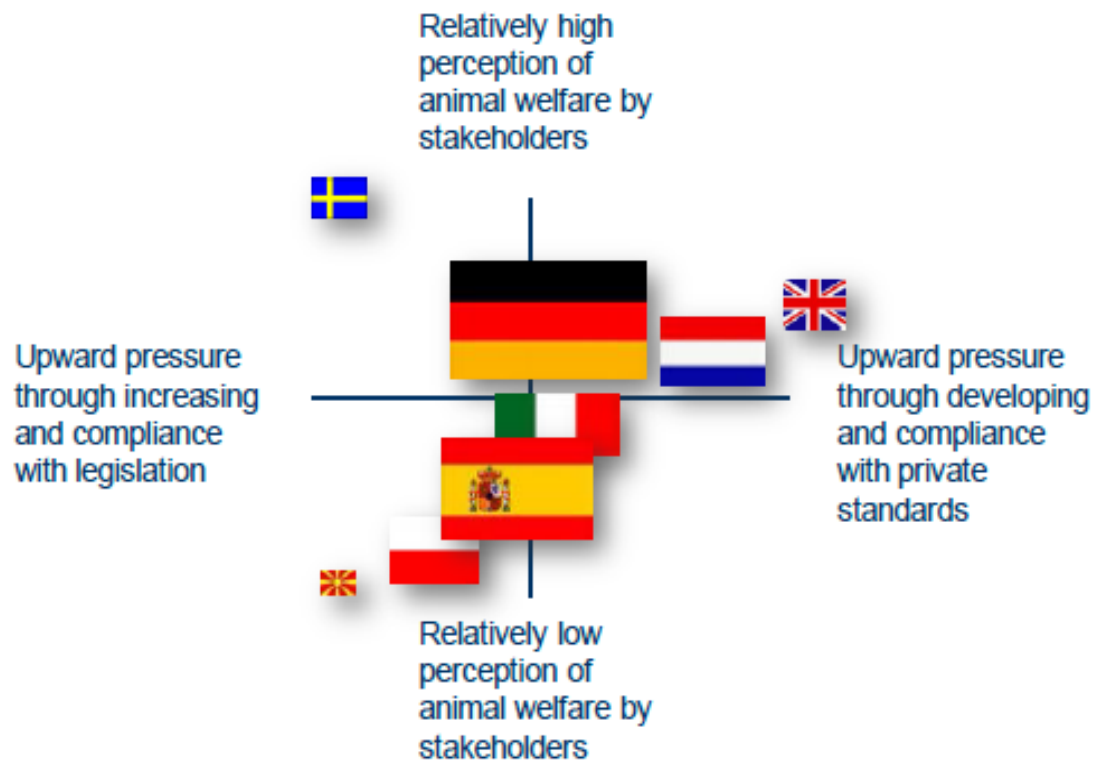 Relatively high
perception of
animal welfare by
stakeholders
Upward pressure
through increasing
and compliance
with legislation
Upward pressure
through developing
and compliance
with private
standards
Relatively low
perception of
animal welfare by
stakeholders